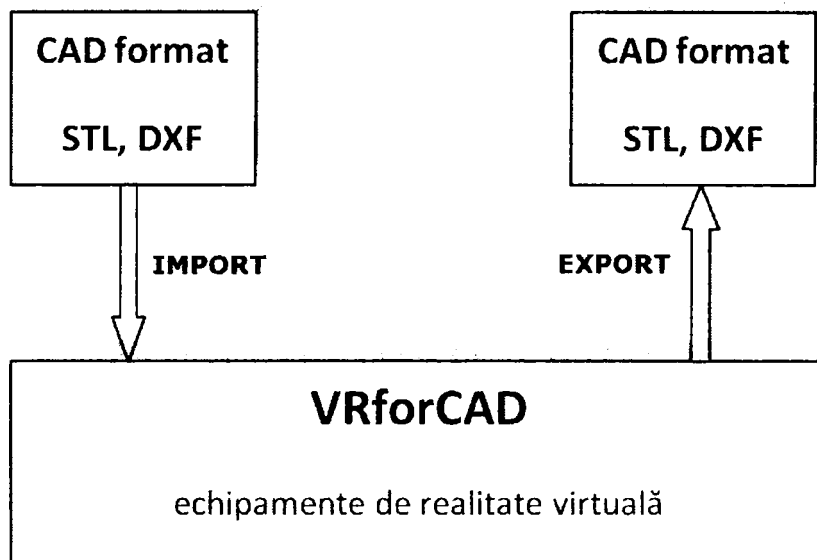 CAD format
STL, DXF
CAD format
STL, DXF
IMPORT
EXPORT
VRforCAD
echipamente de realitate virtuală